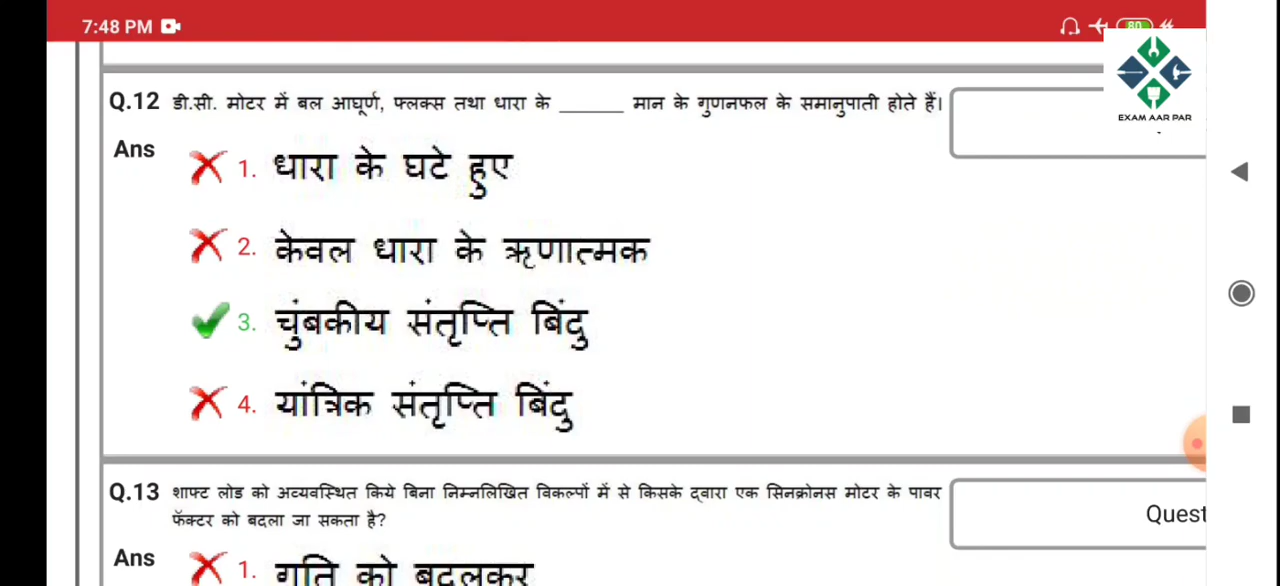 7:48 PM
80
EXAM AAR PAR
Q.12 डी.सी. मोटर में बल आघूर्ण, फ्लक्स तथा धारा के ______ मान के गुणनफल के समानुपाती होते हैं।
Ans
1. धारा के घटे हुए
2. केवल धारा के ऋणात्मक
3. चुंबकीय संतृप्ति बिंदु
4. यांत्रिक संतृप्ति बिंदु
Q.13 शाफ्ट लोड को अव्यवस्थित किये बिना निम्नलिखित विकल्पों में से किसके द्वारा एक सिनक्रोनस मोटर के पावर
फॅक्टर को बदला जा सकता है?
Quest
Ans
1. गति को बदलकर